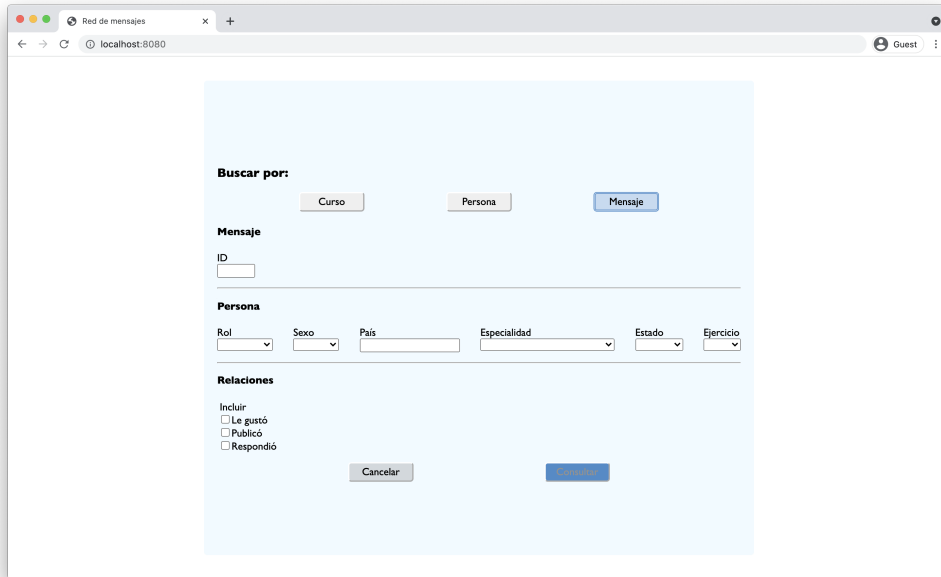 Red de mensajes
localhost:8080
Guest
Buscar por:
Curso Persona Mensaje
Mensaje
ID
Persona
Rol Sexo País Especialidad Estado Ejercicio
Relaciones
Incluir
Le gustó
Publicó
Respondió
Cancelar Consultar